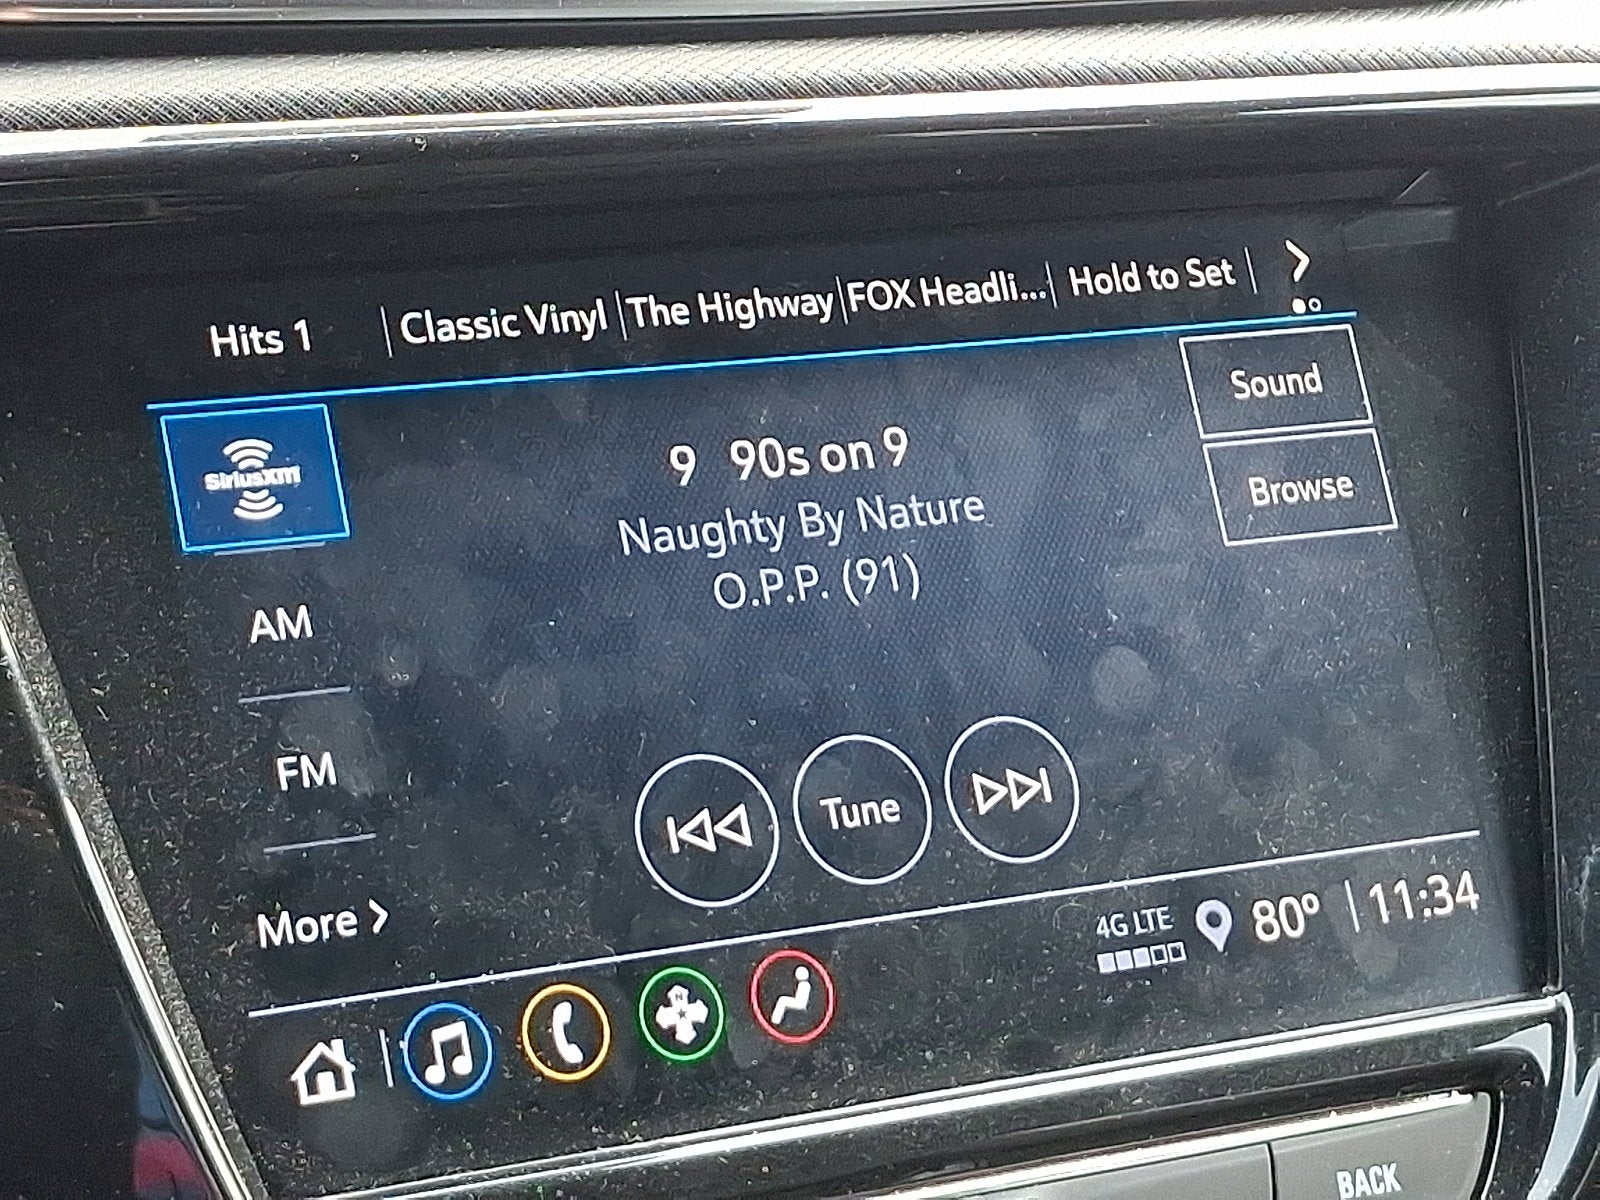 Hits 1 Classic Vinyl The Highway FOX Headli... Hold to Set
SiriusXM
9 90s on 9
Naughty By Nature
O.P.P. (91)
Sound
Browse
AM
FM
More
Tune
4G LTE 80° 11:34
N
BACK